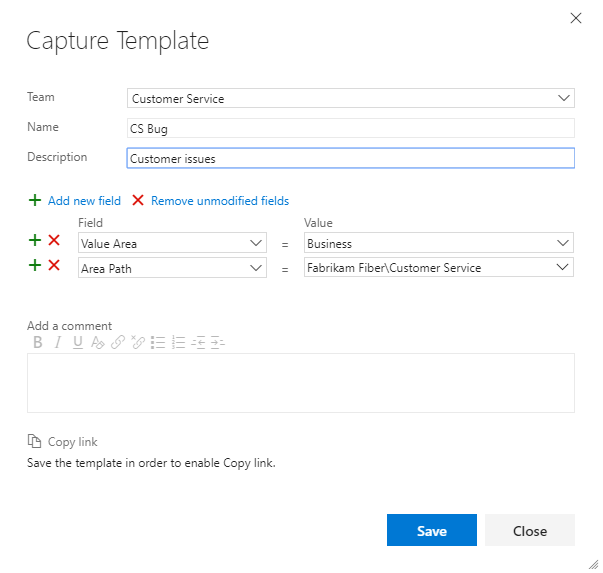 Capture Template
Team Customer Service
Name CS Bug
Description Customer issues
Add new field Remove unmodified fields
Field Value
Value Area = Business
Area Path = Fabrikam Fiber\Customer Service
Add a comment
B I U A
Copy link
Save the template in order to enable Copy link.
Save Close